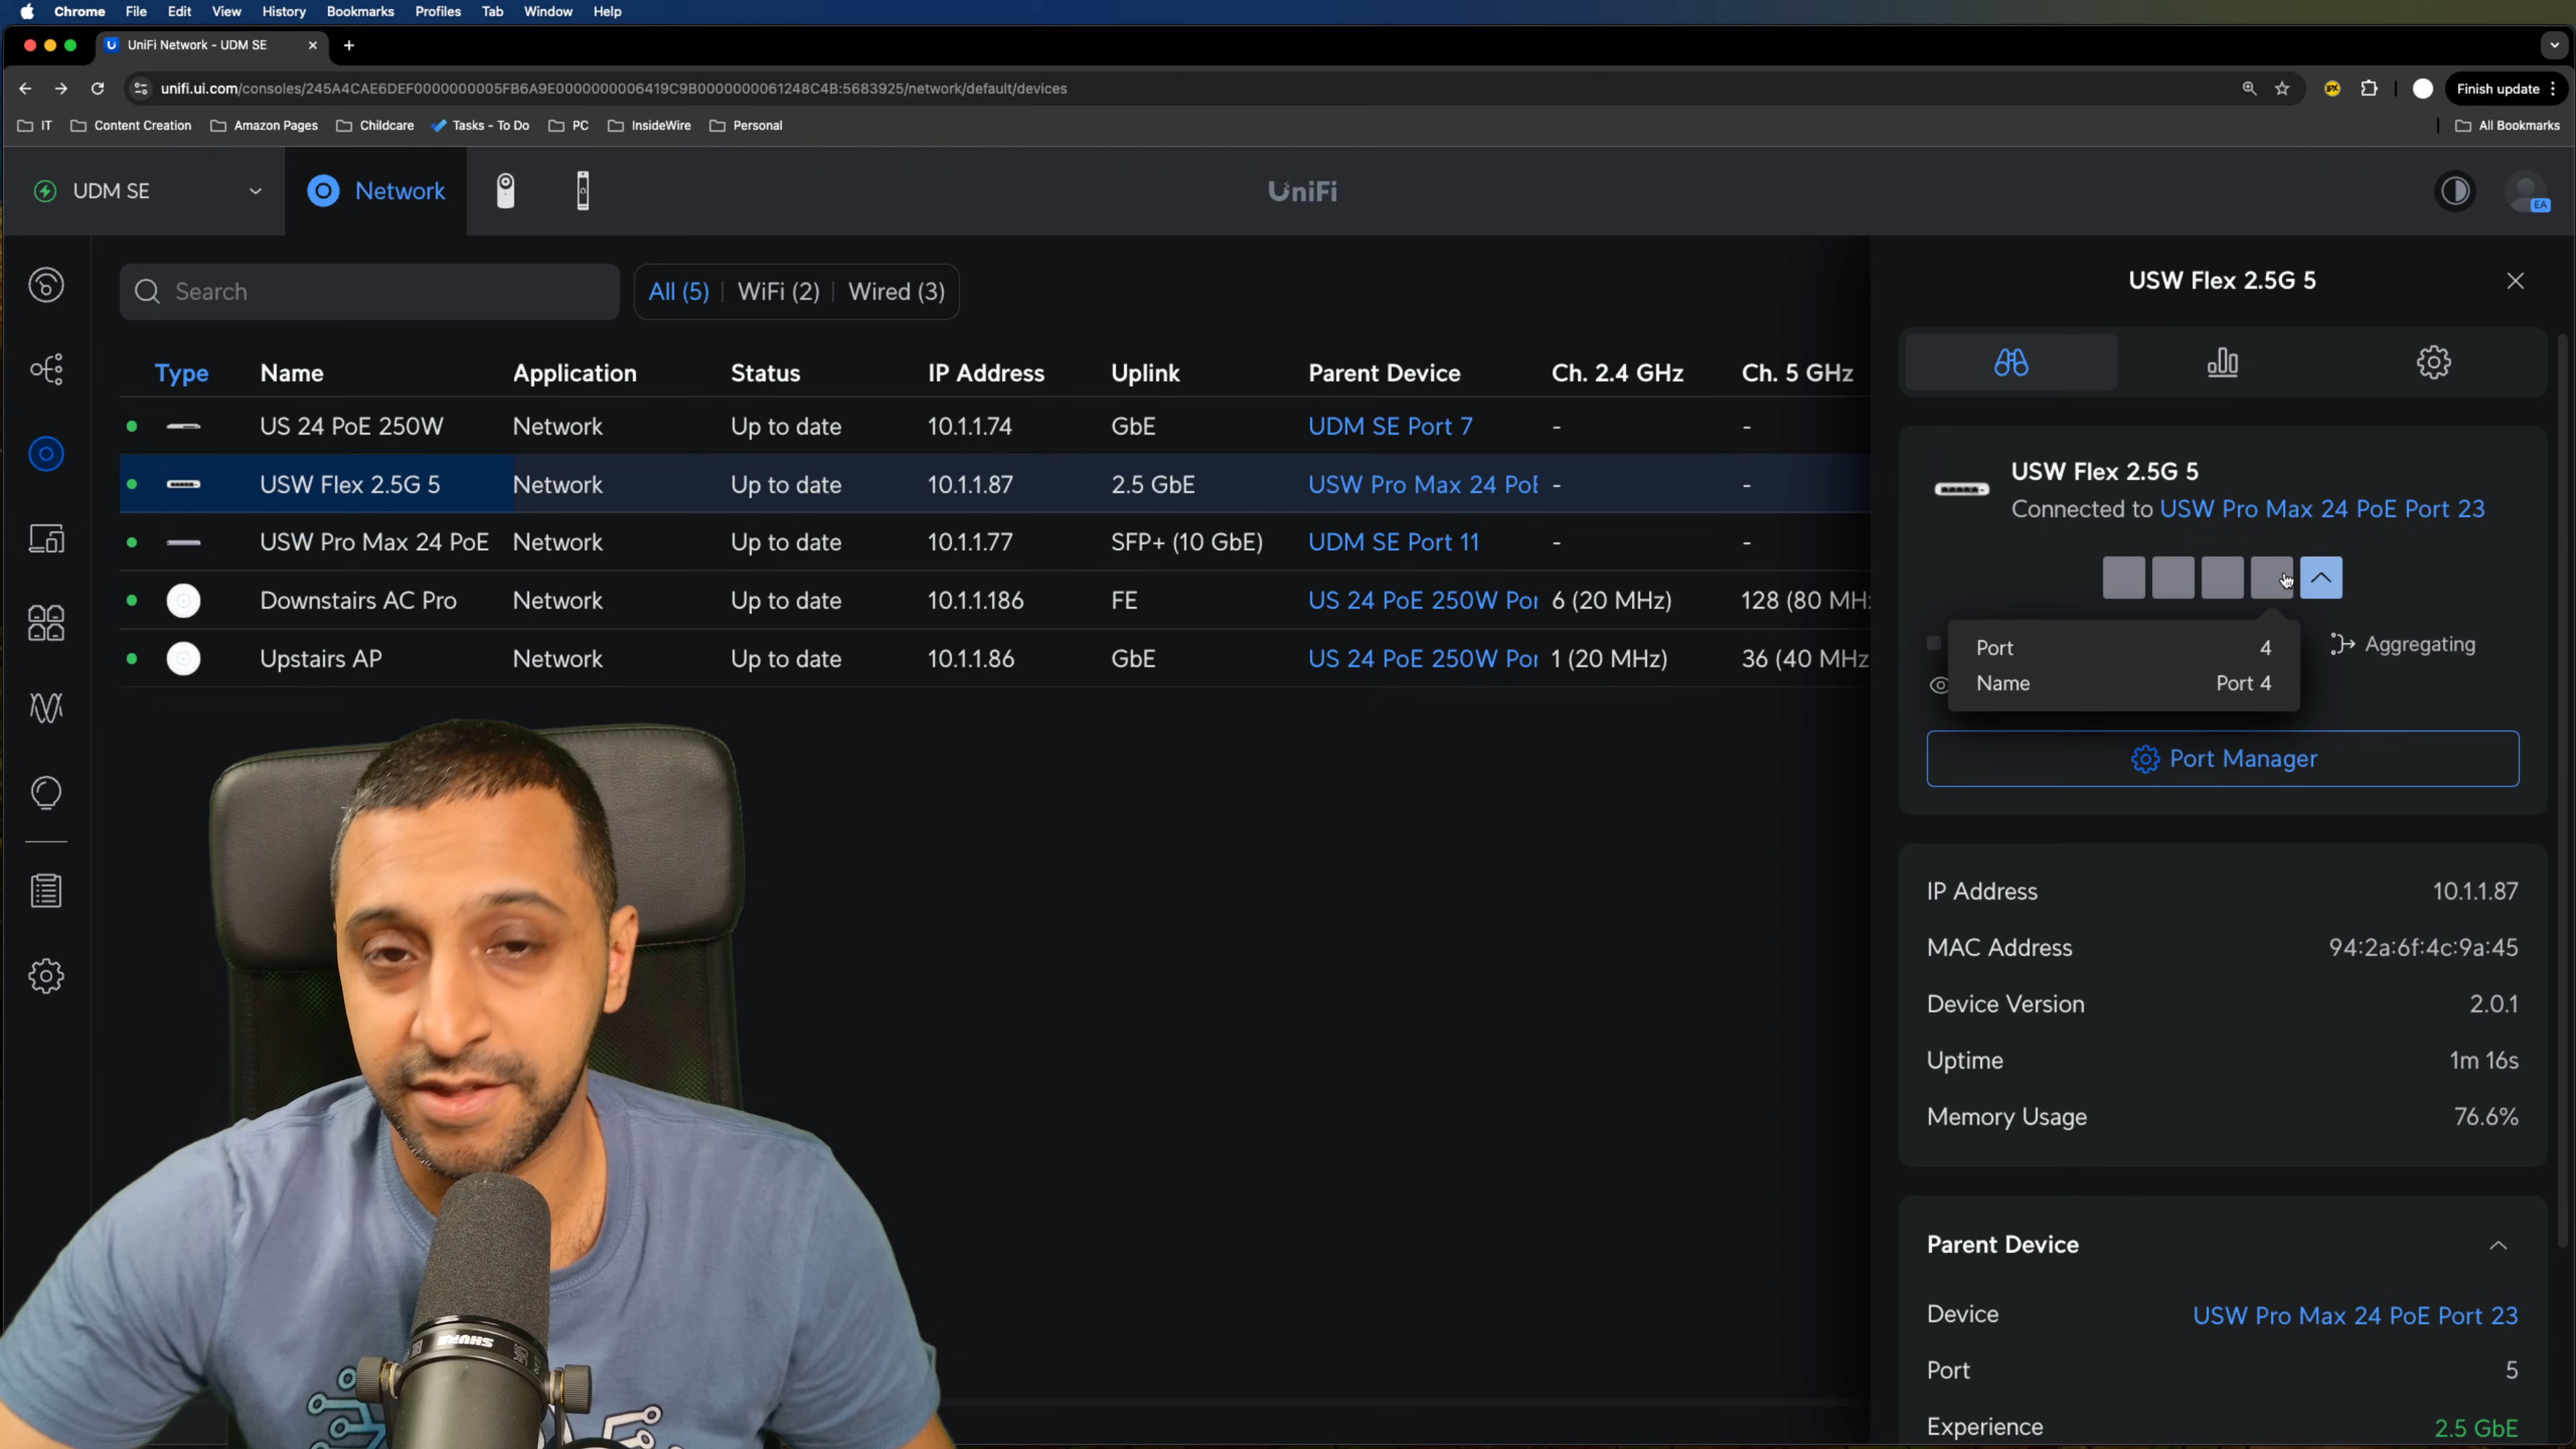 Chrome File Edit View History Bookmarks Profiles Tab Window Help
UniFi Network - UDM SE
unifi.ui.com/consoles/245A4CAE6DEF0000000005FB6A9E0000000006419C9B0000000061248C4B:5683925/network/default/devices
Finish update
IT Content Creation Amazon Pages Childcare Tasks - To Do PC InsideWire Personal All Bookmarks
UDM SE Network UniFi EA
Search All (5) WiFi (2) Wired (3)
Type Name Application Status IP Address Uplink Parent Device Ch. 2.4 GHz Ch. 5 GHz
US 24 PoE 250W Network Up to date 10.1.1.74 GbE UDM SE Port 7 - -
USW Flex 2.5G 5 Network Up to date 10.1.1.87 2.5 GbE USW Pro Max 24 PoE - -
USW Pro Max 24 PoE Network Up to date 10.1.1.77 SFP+ (10 GbE) UDM SE Port 11 - -
Downstairs AC Pro Network Up to date 10.1.1.186 FE US 24 PoE 250W Por 6 (20 MHz) 128 (80 MH
Upstairs AP Network Up to date 10.1.1.86 GbE US 24 PoE 250W Por 1 (20 MHz) 36 (40 MHz
USW Flex 2.5G 5
USW Flex 2.5G 5
Connected to USW Pro Max 24 PoE Port 23
Port 4
Name Port 4
Aggregating
Port Manager
IP Address 10.1.1.87
MAC Address 94:2a:6f:4c:9a:45
Device Version 2.0.1
Uptime 1m 16s
Memory Usage 76.6%
Parent Device
Device USW Pro Max 24 PoE Port 23
Port 5
Experience 2.5 GbE
SHURE